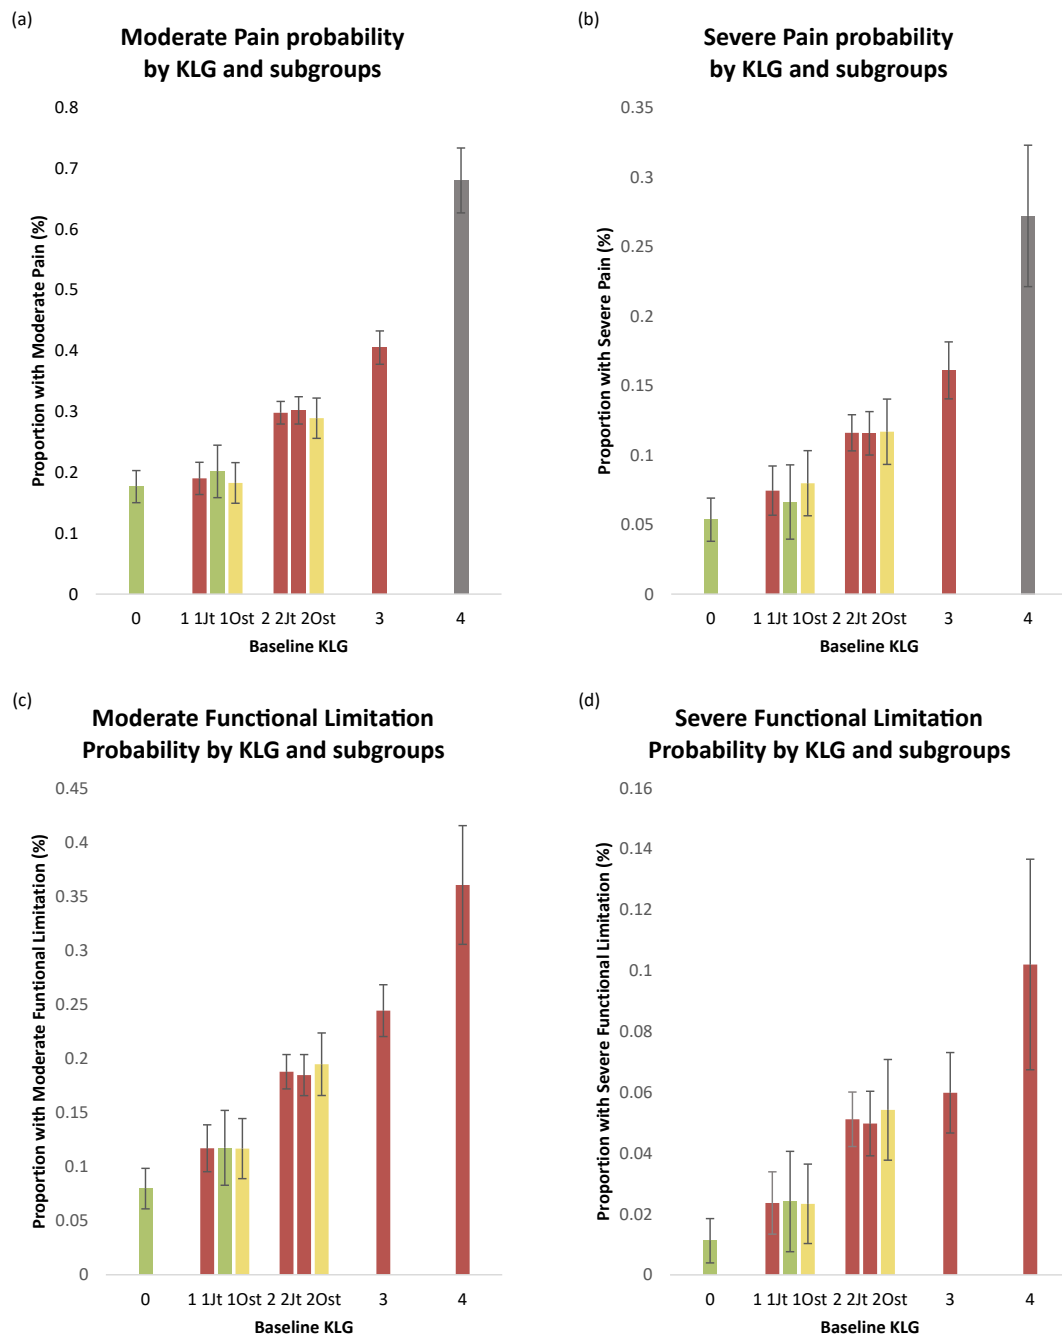 (a)
Moderate Pain probability
by KLG and subgroups
Proportion with Moderate Pain (%)
0.8
0.7
0.6
0.5
0.4
0.3
0.2
0.1
0
0 1 1Jt 1Ost 2 2Jt 2Ost 3 4
Baseline KLG
(b)
Severe Pain probability
by KLG and subgroups
Proportion with Severe Pain (%)
0.35
0.3
0.25
0.2
0.15
0.1
0.05
0
0 1 1Jt 1Ost 2 2Jt 2Ost 3 4
Baseline KLG
(c)
Moderate Functional Limitation
Probability by KLG and subgroups
Proportion with Moderate Funtional Limitation (%)
0.45
0.4
0.35
0.3
0.25
0.2
0.15
0.1
0.05
0
0 1 1Jt 1Ost 2 2Jt 2Ost 3 4
Baseline KLG
(d)
Severe Functional Limitation
Probability by KLG and subgroups
Proportion with Severe Functional Limitation (%)
0.16
0.14
0.12
0.1
0.08
0.06
0.04
0.02
0
0 1 1Jt 1Ost 2 2Jt 2Ost 3 4
Baseline KLG